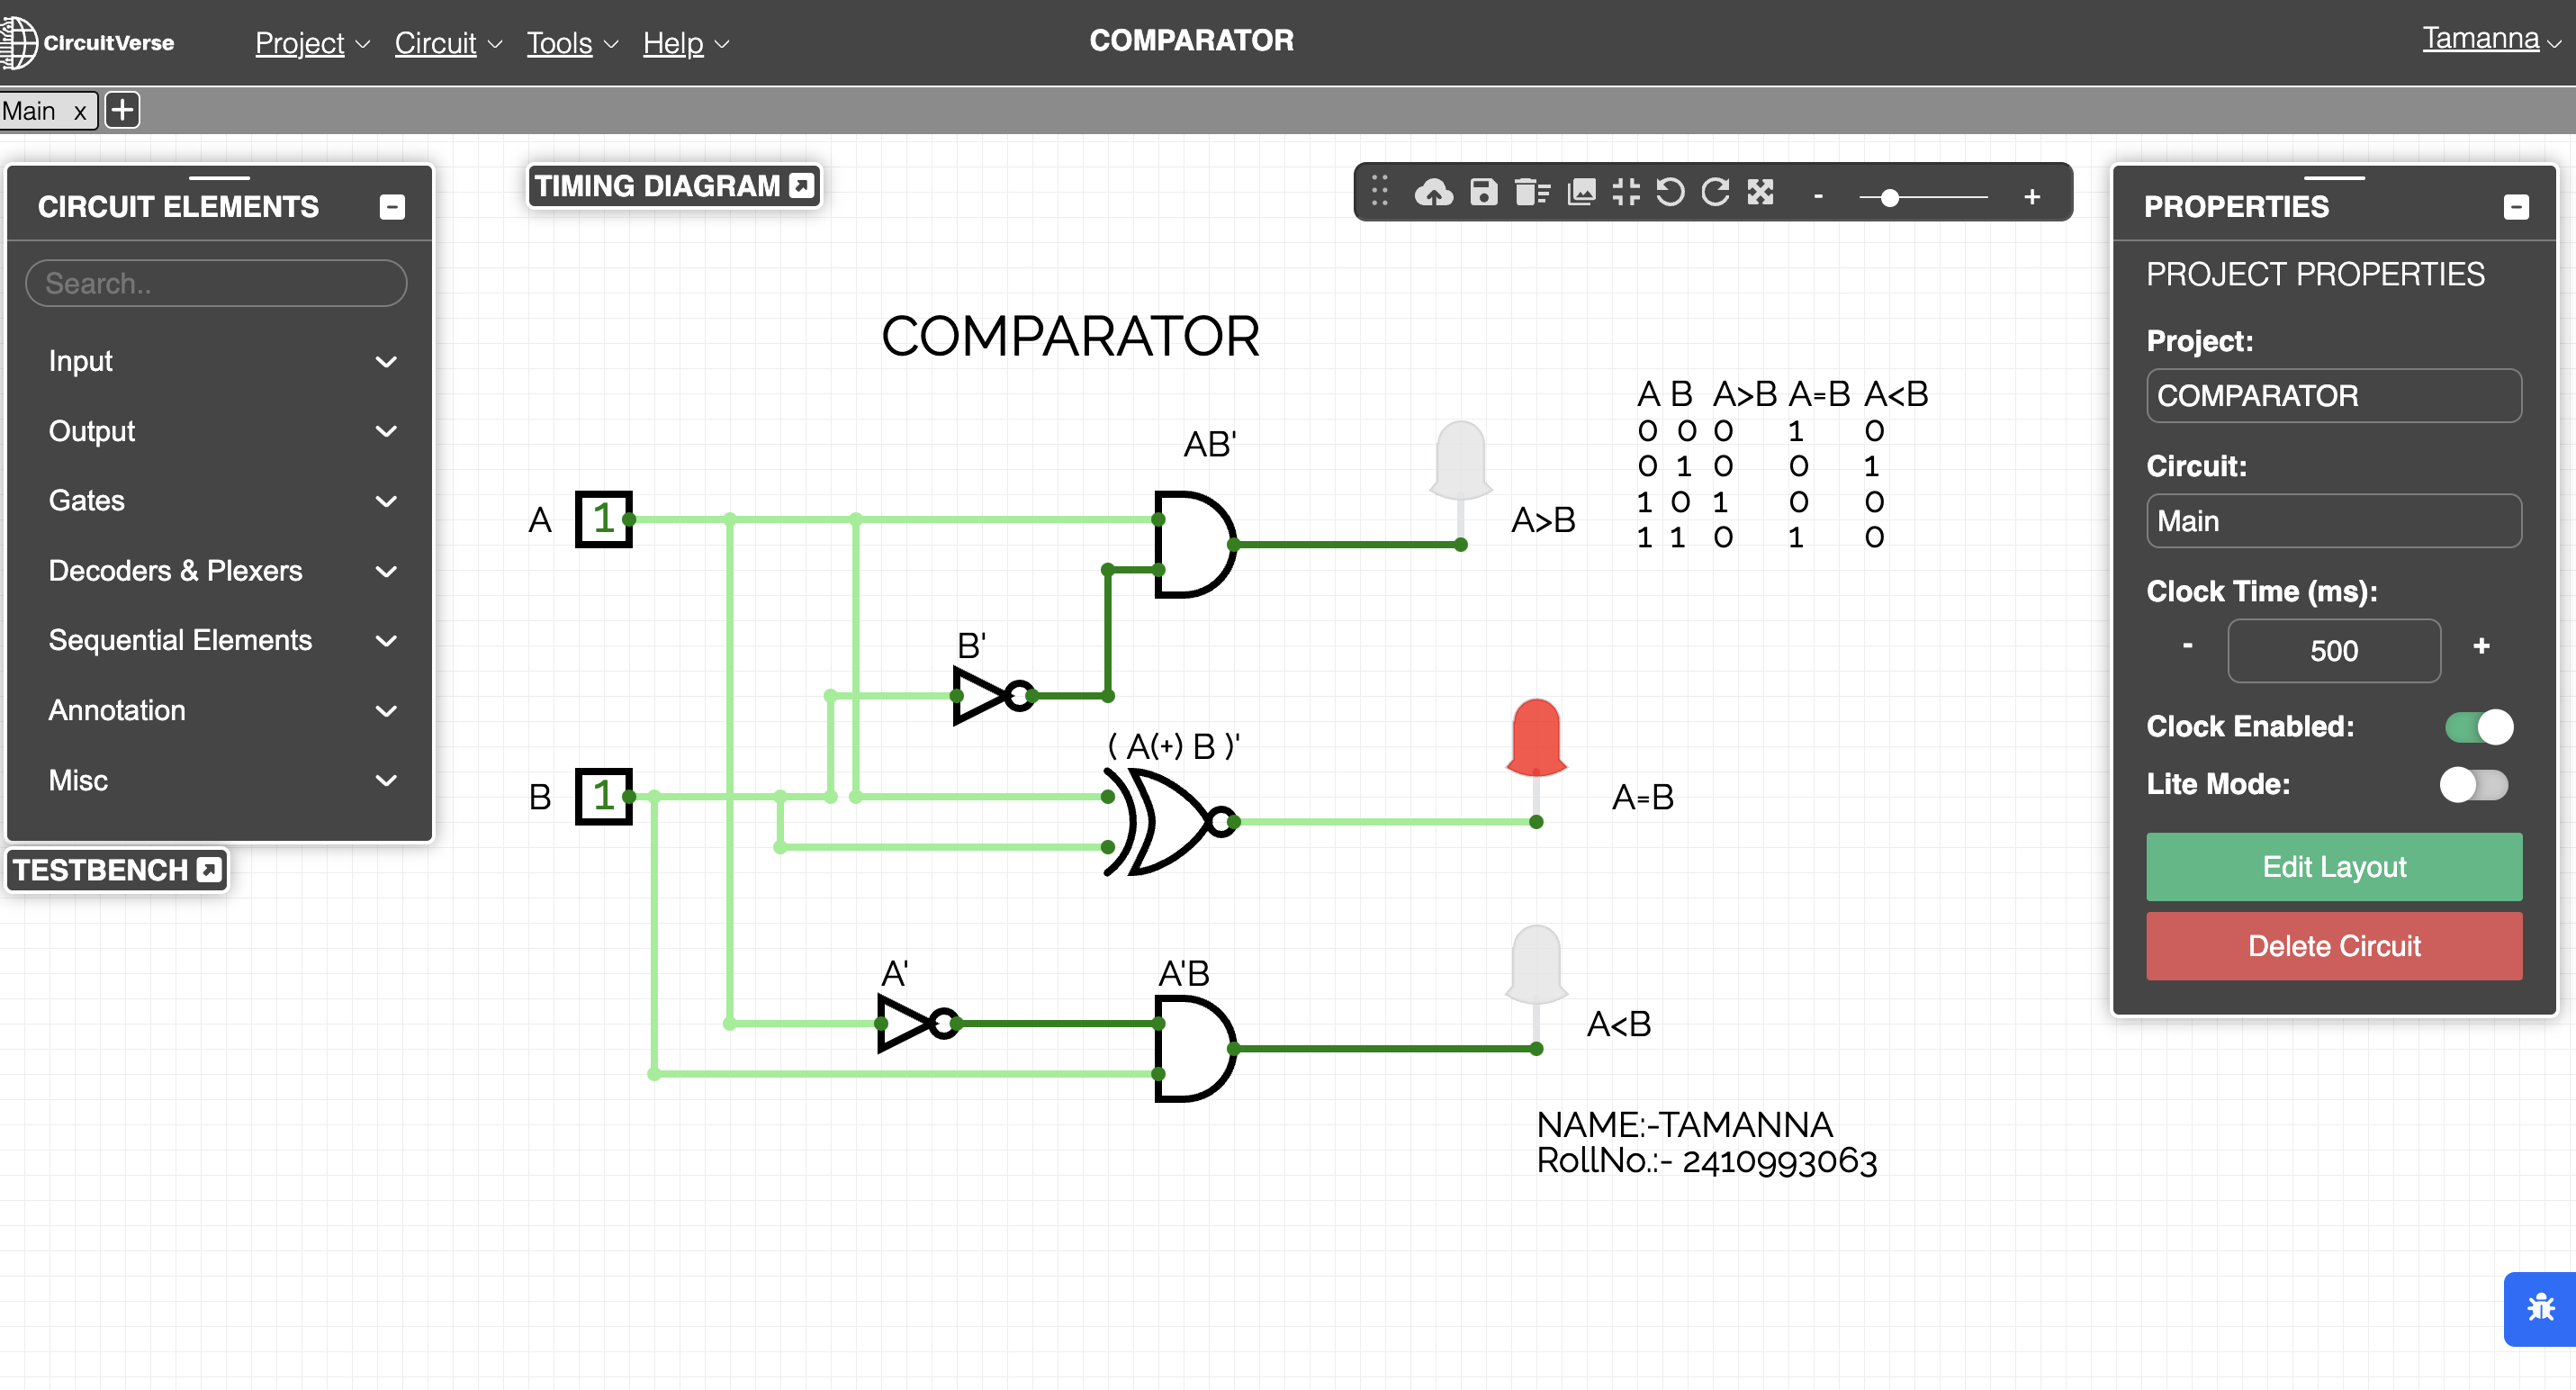 CircuitVerse
Project Circuit Tools Help
COMPARATOR
Tamanna
Main x +
CIRCUIT ELEMENTS
Search..
Input
Output
Gates
Decoders & Plexers
Sequential Elements
Annotation
Misc
TESTBENCH
TIMING DIAGRAM
- +
COMPARATOR
A B A>B A=B A<B
0 0 0 1 0
0 1 0 0 1
1 0 1 0 0
1 1 0 1 0
AB'
A 1
A>B
B'
( A(+) B )'
B 1
A=B
A'
A'B
A<B
NAME:-TAMANNA
RollNo.:- 2410993063
PROPERTIES
PROJECT PROPERTIES
Project:
COMPARATOR
Circuit:
Main
Clock Time (ms):
- 500 +
Clock Enabled:
Lite Mode:
Edit Layout
Delete Circuit